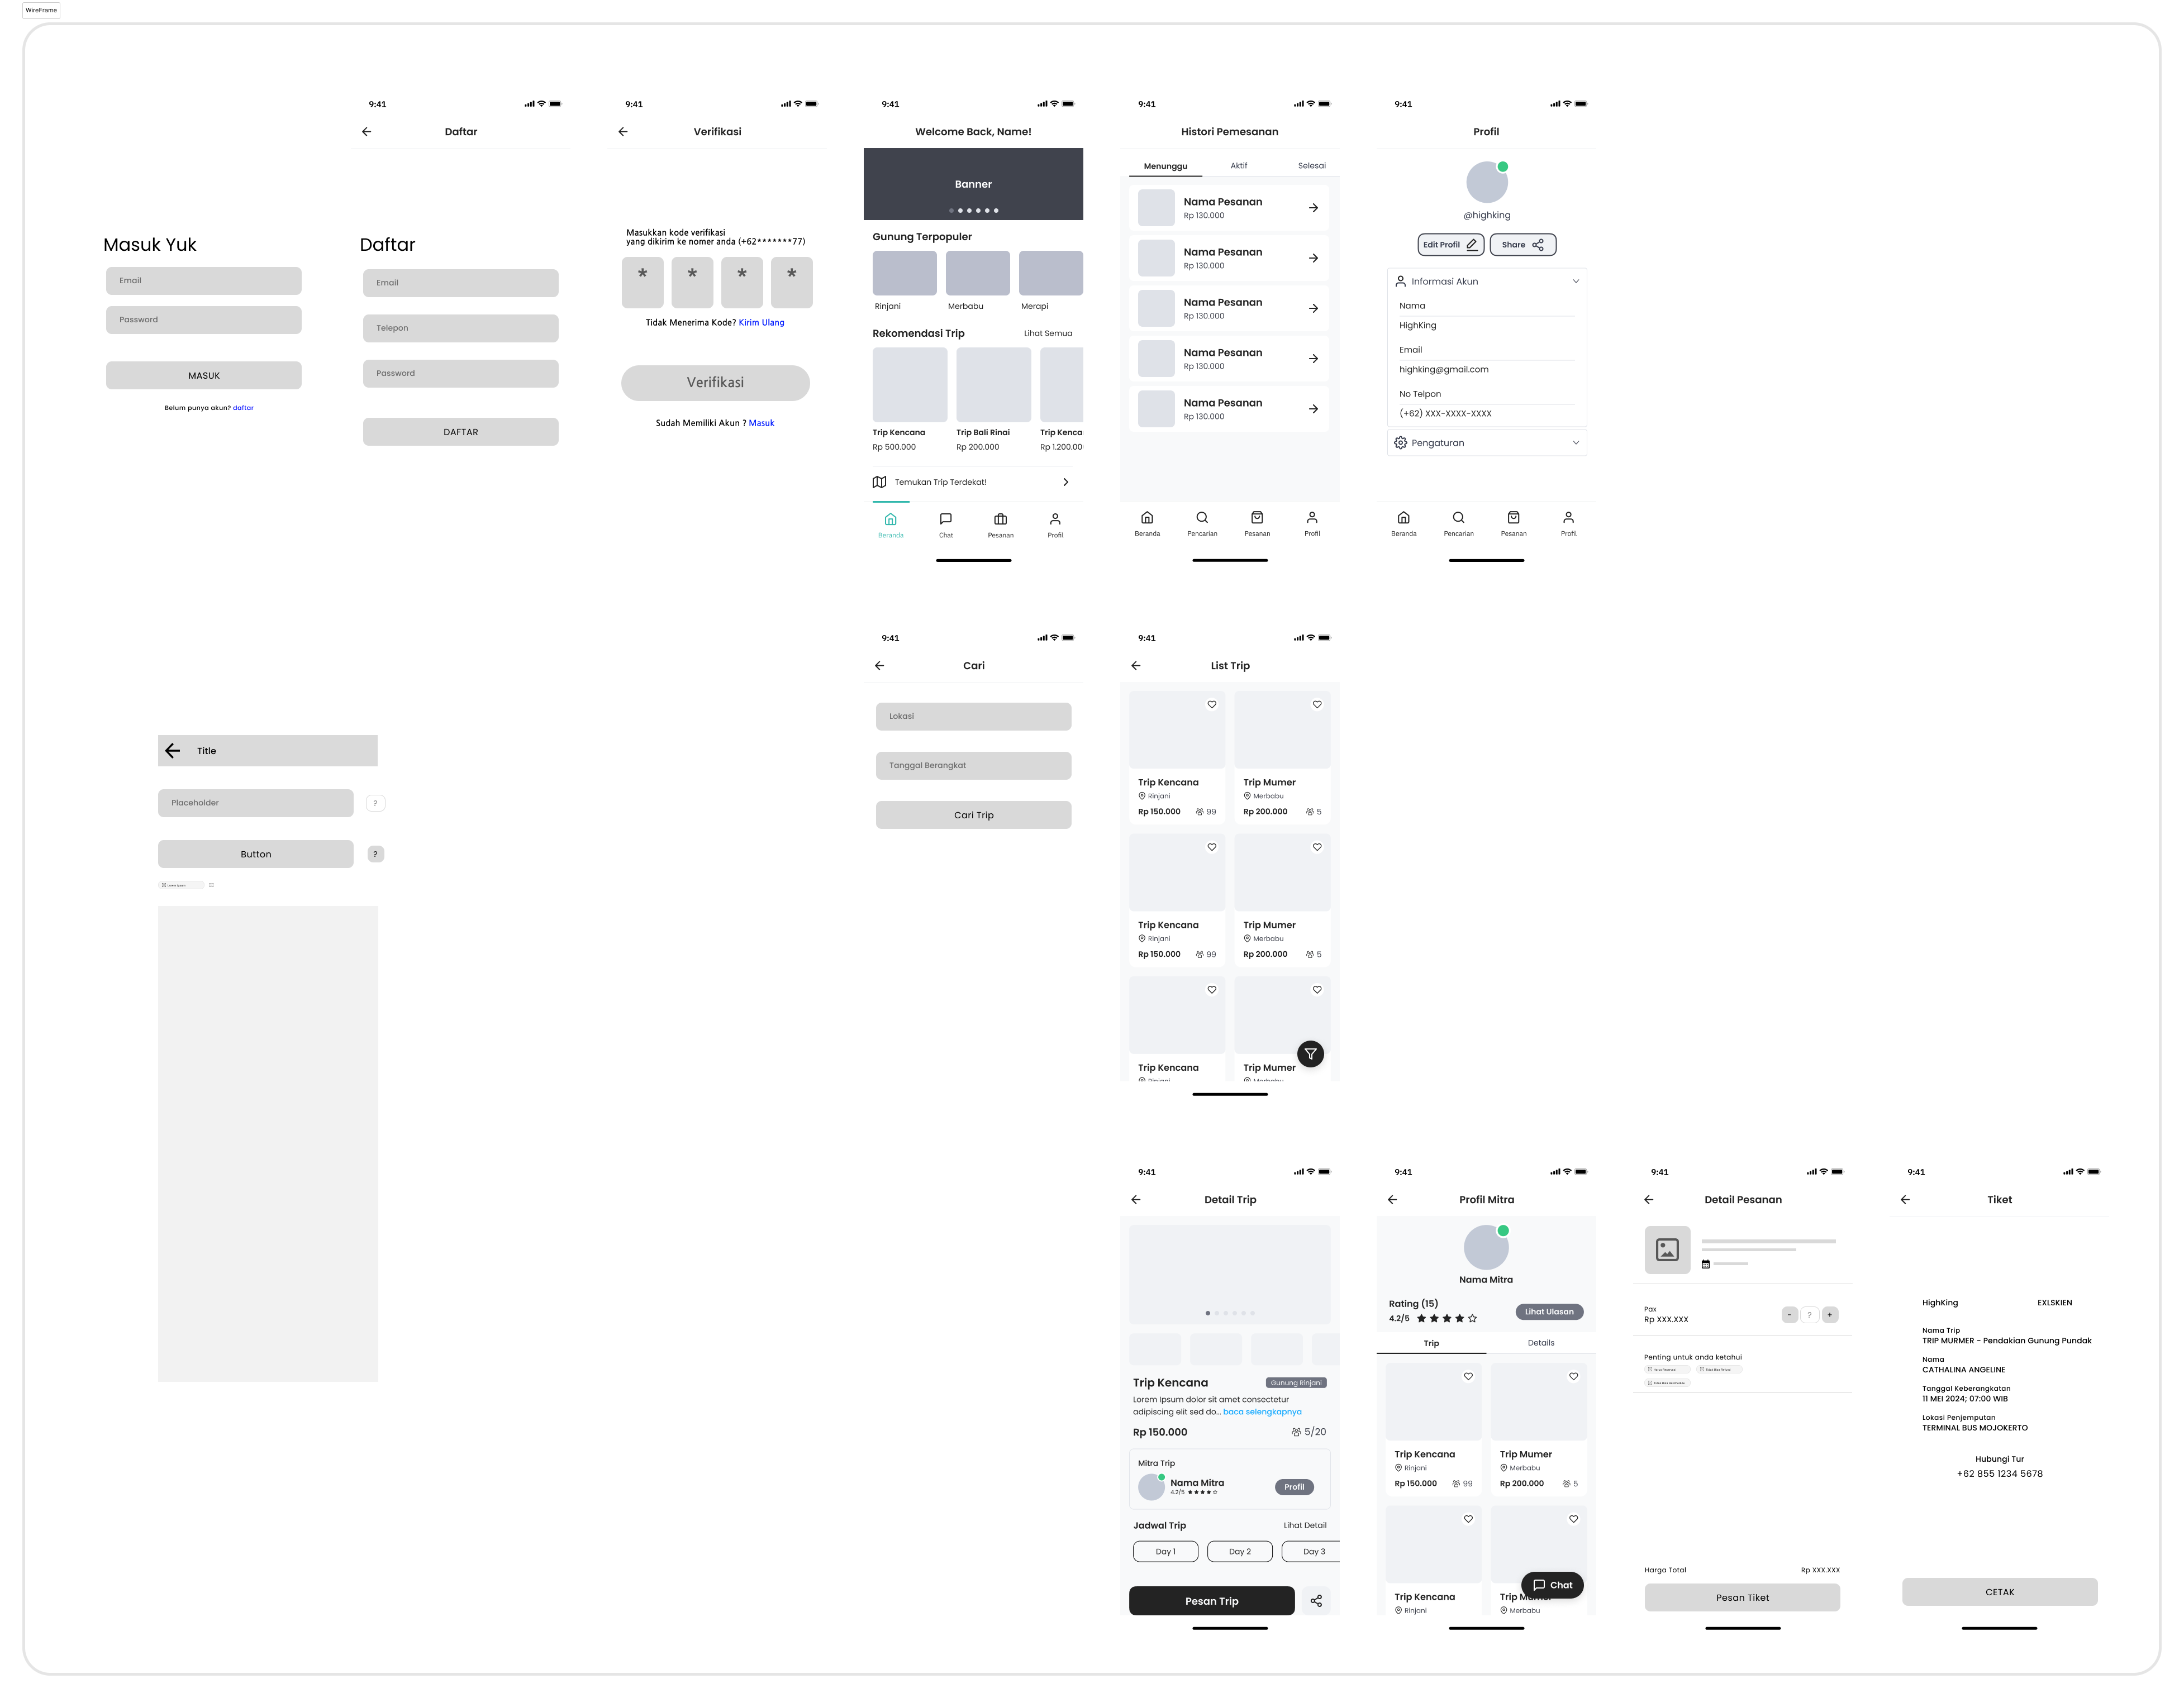 WireFrame
Masuk Yuk
Email
Password
MASUK
Belum punya akun? daftar
9:41
Daftar
Daftar
Email
Telepon
Password
DAFTAR
9:41
Verifikasi
Masukkan kode verifikasi
yang dikirim ke nomer anda (+62*******77)
* * * *
Tidak Menerima Kode? Kirim Ulang
Verifikasi
Sudah Memiliki Akun ? Masuk
9:41
Welcome Back, Name!
Banner
Gunung Terpopuler
Rinjani Merbabu Merapi
Rekomendasi Trip Lihat Semua
Trip Kencana Trip Bali Rinai Trip Kenca
Rp 500.000 Rp 200.000 Rp 1.200.00
Temukan Trip Terdekat!
Beranda Chat Pesanan Profil
9:41
Histori Pemesanan
Menunggu Aktif Selesai
Nama Pesanan
Rp 130.000
Nama Pesanan
Rp 130.000
Nama Pesanan
Rp 130.000
Nama Pesanan
Rp 130.000
Nama Pesanan
Rp 130.000
Beranda Pencarian Pesanan Profil
9:41
Profil
@highking
Edit Profil Share
Informasi Akun
Nama
HighKing
Email
highking@gmail.com
No Telpon
(+62) XXX-XXXX-XXXX
Pengaturan
Beranda Pencarian Pesanan Profil
Title
Placeholder ?
Button ?
Lorem ipsum
9:41
Cari
Lokasi
Tanggal Berangkat
Cari Trip
9:41
List Trip
Trip Kencana Trip Mumer
Rinjani Merbabu
Rp 150.000 99 Rp 200.000 5
Trip Kencana Trip Mumer
Rinjani Merbabu
Rp 150.000 99 Rp 200.000 5
Trip Kencana Trip Mumer
Rinjani Merbabu
9:41
Detail Trip
Trip Kencana Gunung Rinjani
Lorem Ipsum dolor sit amet consectetur
adipiscing elit sed do... baca selengkapnya
Rp 150.000 5/20
Mitra Trip
Nama Mitra
4.2/5
Profil
Jadwal Trip Lihat Detail
Day 1 Day 2 Day 3
Pesan Trip
9:41
Profil Mitra
Nama Mitra
Rating (15)
4.2/5
Lihat Ulasan
Trip Details
Trip Kencana Trip Mumer
Rinjani Merbabu
Rp 150.000 99 Rp 200.000 5
Chat
Trip Kencana Trip Mumer
Rinjani Merbabu
9:41
Detail Pesanan
Pax
Rp XXX.XXX
- ? +
Penting untuk anda ketahui
Harga Total Rp XXX.XXX
Pesan Tiket
9:41
Tiket
HighKing EXLSKIEN
Nama Trip
TRIP MURMER - Pendakian Gunung Pundak
Nama
CATHALINA ANGELINE
Tanggal Keberangkatan
11 MEI 2024; 07:00 WIB
Lokasi Penjemputan
TERMINAL BUS MOJOKERTO
Hubungi Tur
+62 855 1234 5678
CETAK